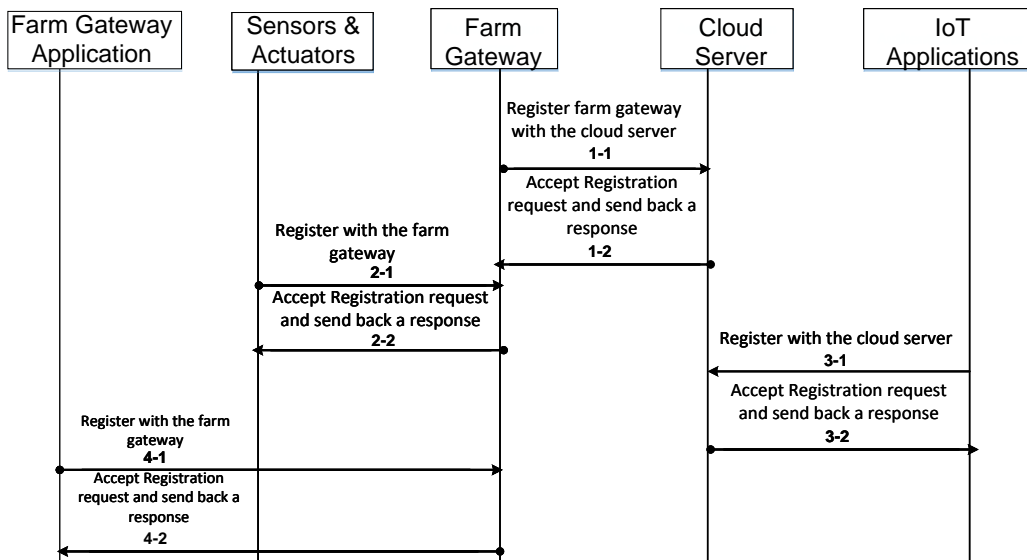 Farm Gateway
Application
Sensors &
Actuators
Farm
Gateway
Cloud
Server
IoT
Applications
Register farm gateway
with the cloud server
1-1
Accept Registration
request and send back a
response
1-2
Register with the farm
gateway
2-1
Accept Registration request
and send back a response
2-2
Register with the cloud server
3-1
Accept Registration request
and send back a response
3-2
Register with the farm
gateway
4-1
Accept Registration
request and send back a
response
4-2